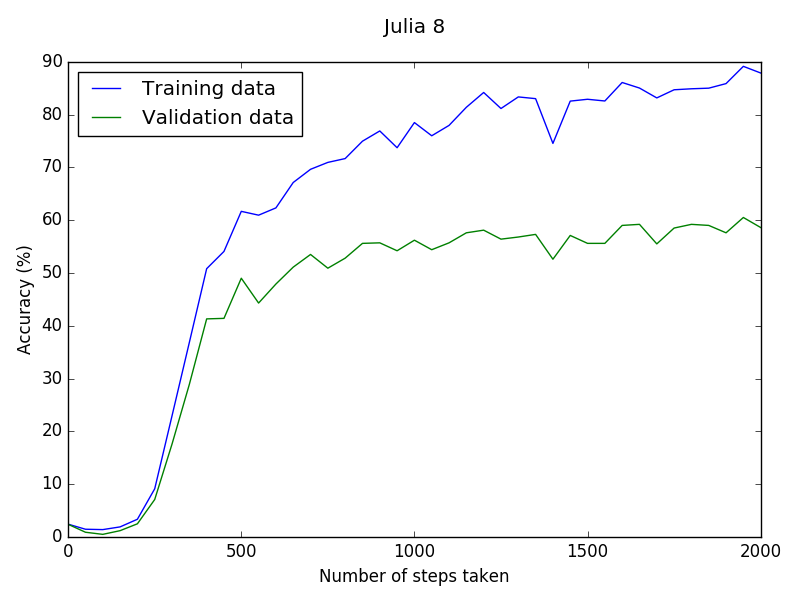 Julia 8
Training data
Validation data
Accuracy (%)
90
80
70
60
50
40
30
20
10
0
0 500 1000 1500 2000
Number of steps taken